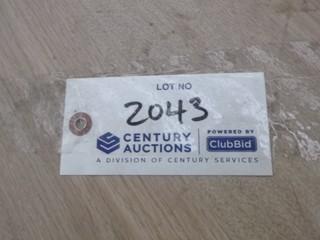 LOT NO
2043
CENTURY AUCTIONS
POWERED BY
ClubBid
A DIVISION OF CENTURY SERVICES